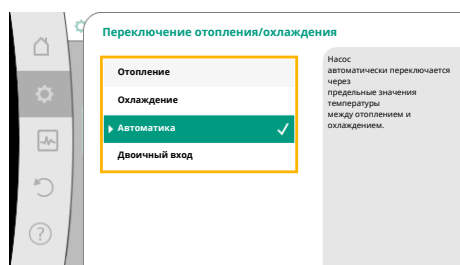 Переключение отопления/охлаждения
Отопление
Охлаждение
Автоматика
Двоичный вход
Насос
автоматически переключается
через
предельные значения
температуры
между отоплением и
охлаждением.
?